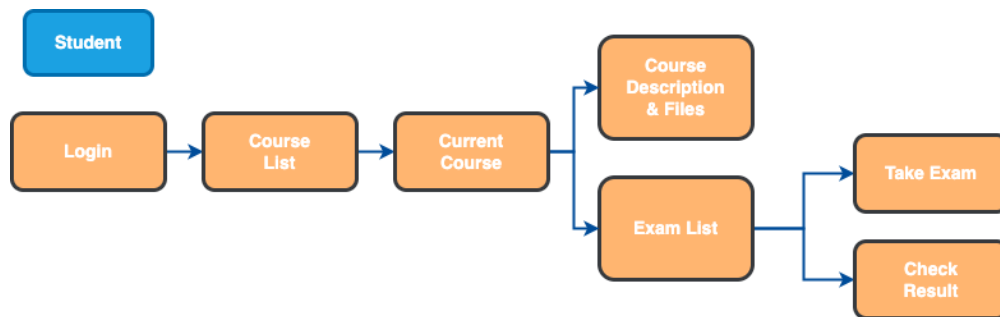 Student
Login
Course
List
Current
Course
Course
Description
& Files
Exam List
Take Exam
Check
Result